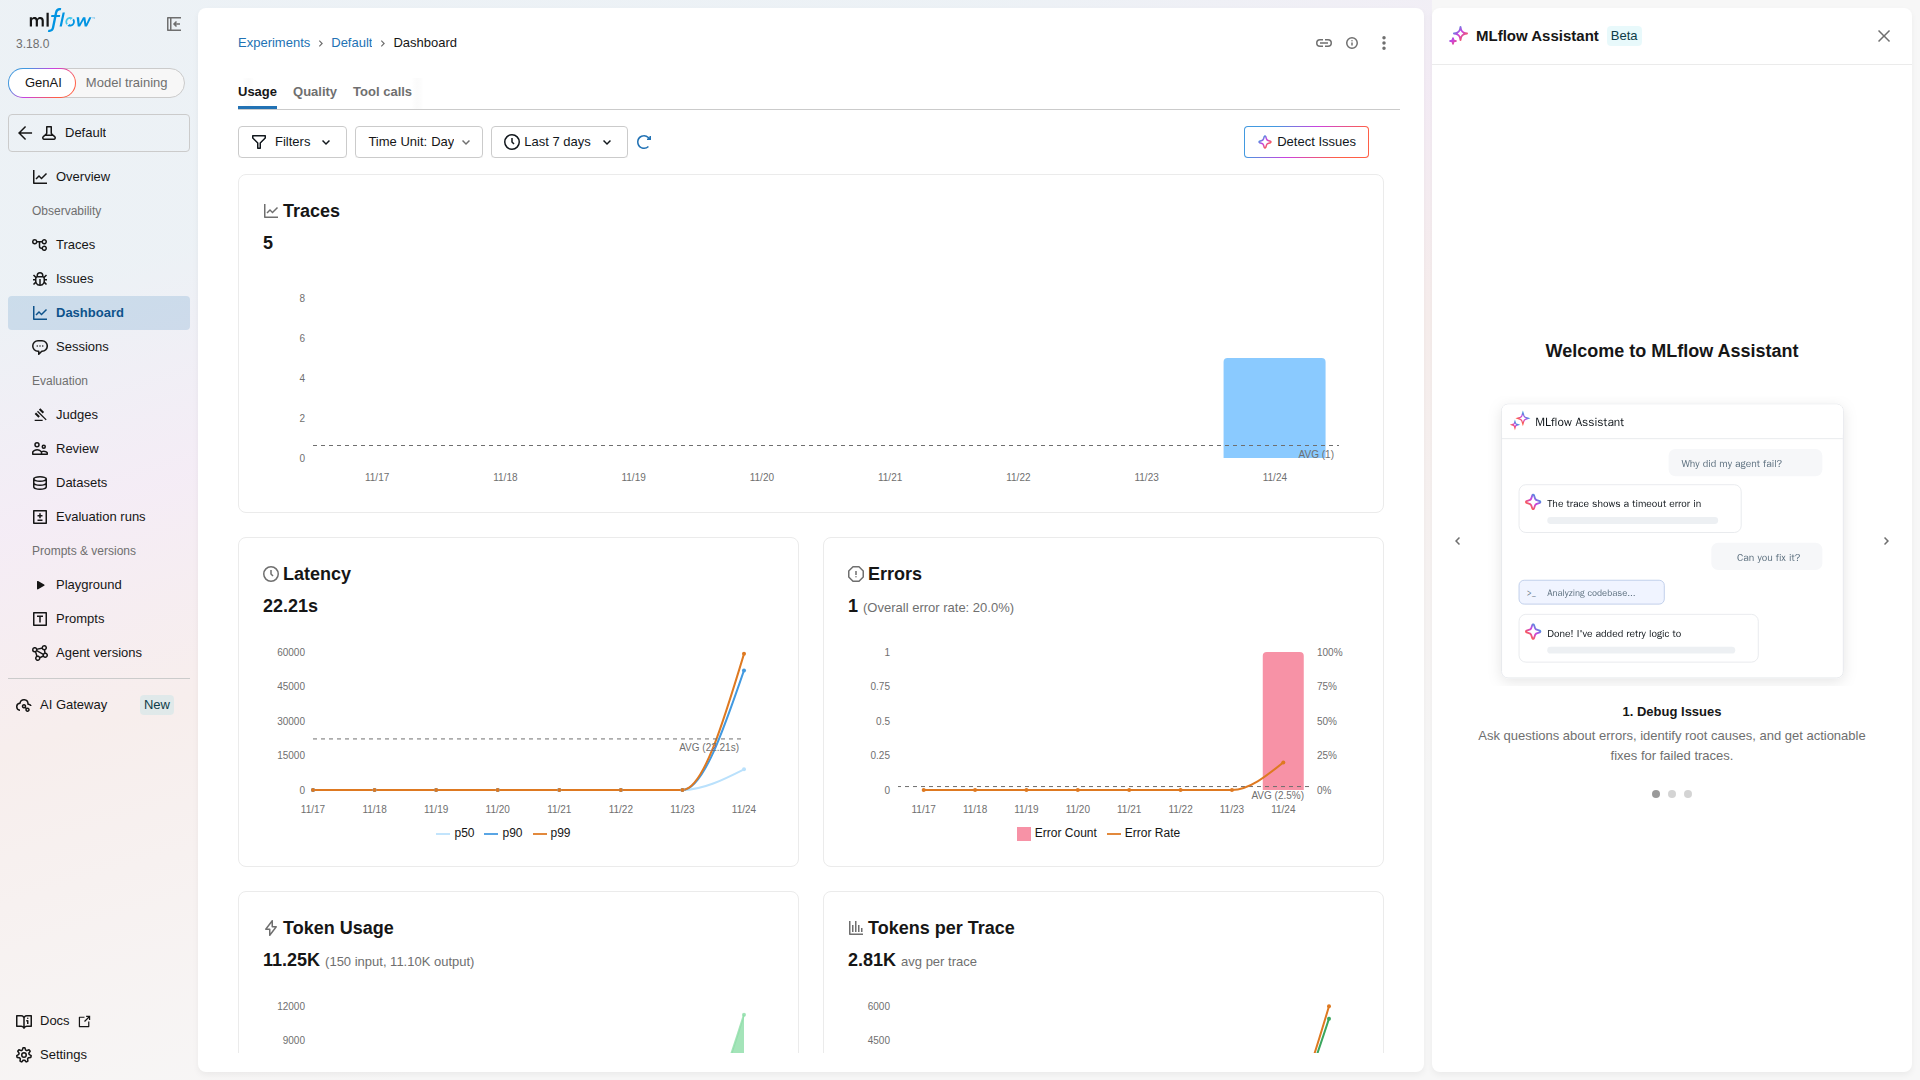 mlflow
3.18.0
GenAI
Model training
Default
Overview
Observability
Traces
Issues
Dashboard
Sessions
Evaluation
Judges
Review
Datasets
Evaluation runs
Prompts & versions
Playground
Prompts
Agent versions
AI Gateway
New
Docs
Settings
Experiments › Default › Dashboard
Usage
Quality
Tool calls
Filters
Time Unit: Day
Last 7 days
Detect Issues
Traces
5
8
6
4
2
0
AVG (1)
11/17
11/18
11/19
11/20
11/21
11/22
11/23
11/24
Latency
22.21s
60000
45000
30000
15000
0
AVG (22.21s)
11/17
11/18
11/19
11/20
11/21
11/22
11/23
11/24
p50
p90
p99
Errors
1 (Overall error rate: 20.0%)
1
0.75
0.5
0.25
0
100%
75%
50%
25%
0%
AVG (2.5%)
11/17
11/18
11/19
11/20
11/21
11/22
11/23
11/24
Error Count
Error Rate
Token Usage
11.25K (150 input, 11.10K output)
12000
9000
Tokens per Trace
2.81K avg per trace
6000
4500
MLflow Assistant
Beta
Welcome to MLflow Assistant
MLflow Assistant
Why did my agent fail?
The trace shows a timeout error in
Can you fix it?
>_ Analyzing codebase...
Done! I've added retry logic to
1. Debug Issues
Ask questions about errors, identify root causes, and get actionable
fixes for failed traces.